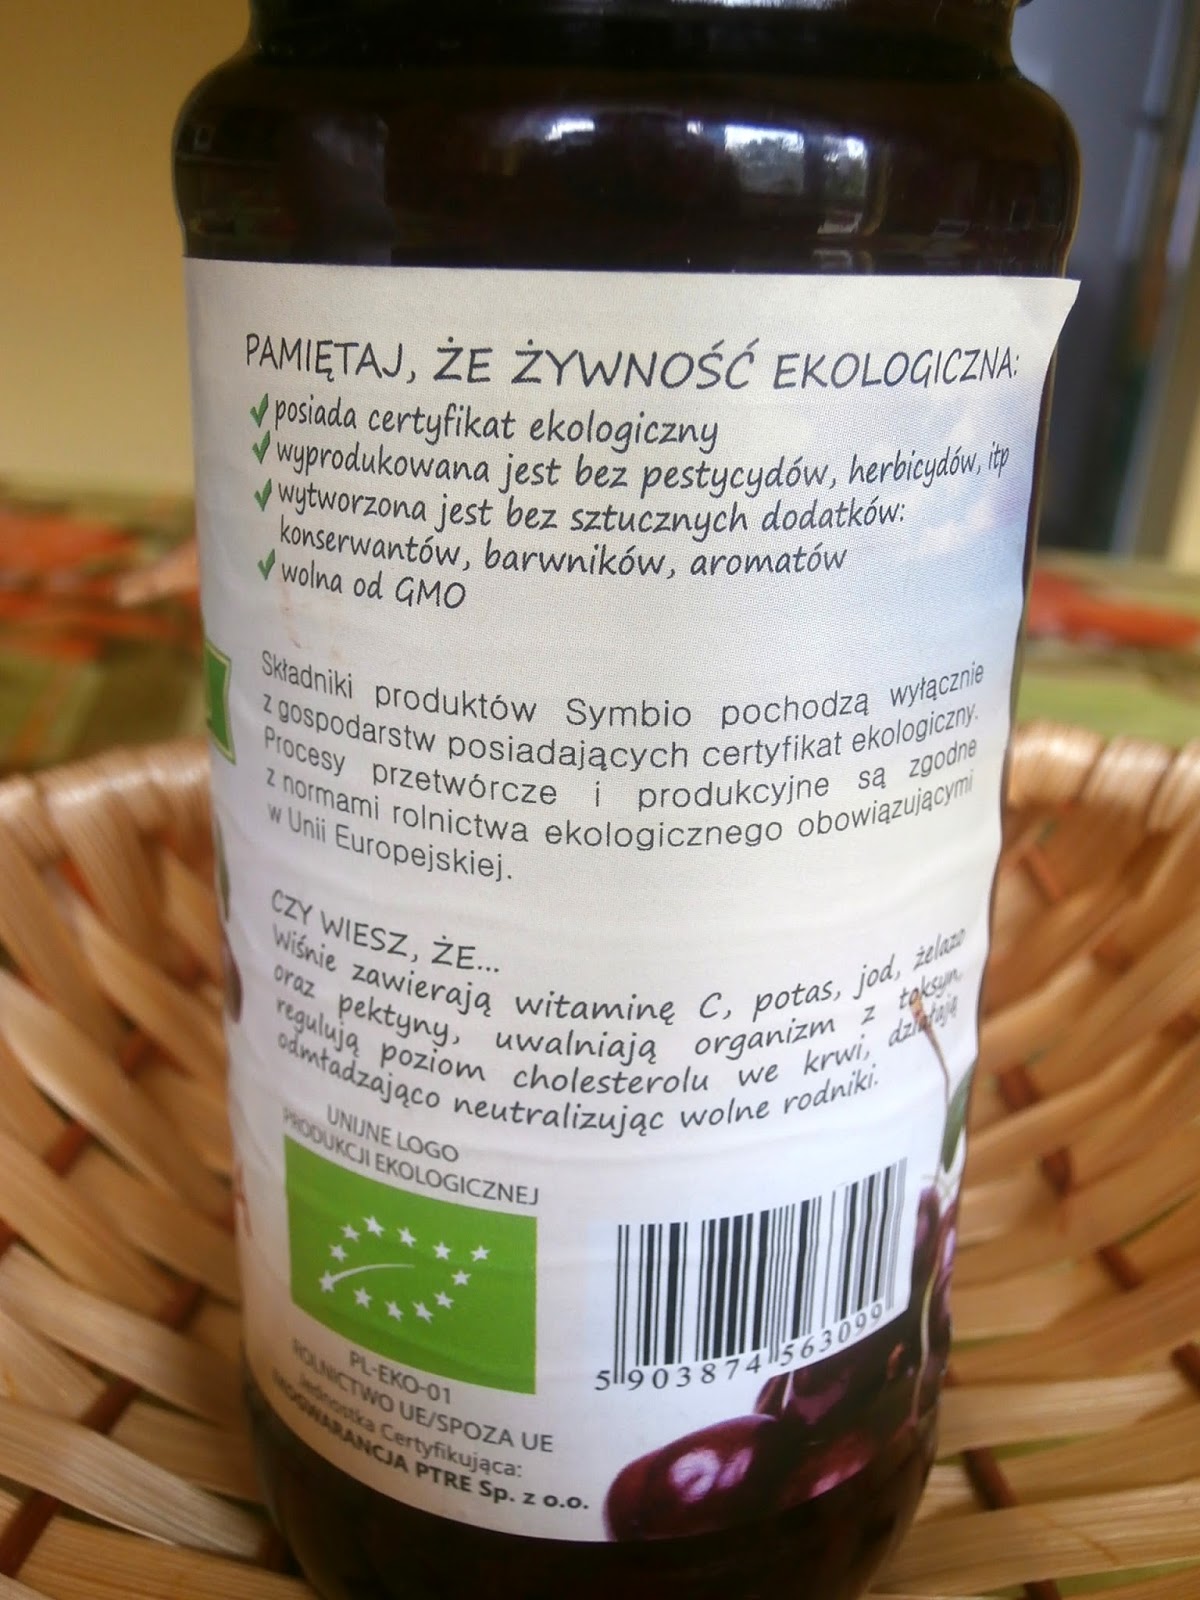 PAMIĘTAJ, ŻE ŻYWNOŚĆ EKOLOGICZNA:
posiada certyfikat ekologiczny
wyprodukowana jest bez pestycydów, herbicydów, itp
wytworzona jest bez sztucznych dodatków:
konserwantów, barwników, aromatów
wolna od GMO
Składniki produktów Symbio pochodzą wyłącznie
z gospodarstw posiadających certyfikat ekologiczny.
Procesy przetwórcze i produkcyjne są zgodne
z normami rolnictwa ekologicznego obowiązującymi
w Unii Europejskiej.
CZY WIESZ, ŻE...
Wiśnie zawierają witaminę C, potas, jod, żelazo
oraz pektyny, uwalniają organizm z toksyn,
regulują poziom cholesterolu we krwi, działają
odmładzająco neutralizując wolne rodniki.
UNIJNE LOGO
PRODUKCJI EKOLOGICZNEJ
PL-EKO-01
ROLNICTWO UE/SPOZA UE
Jednostka Certyfikująca:
EKOGWARANCJA PTRE Sp. z o.o.
5 903874 563099